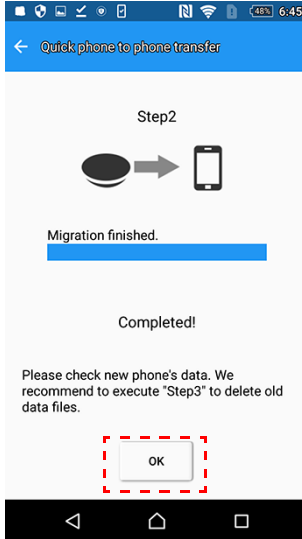 48% 6:45
Quick phone to phone transfer
Step2
Migration finished.
Completed!
Please check new phone's data. We
recommend to execute "Step3" to delete old
data files.
OK